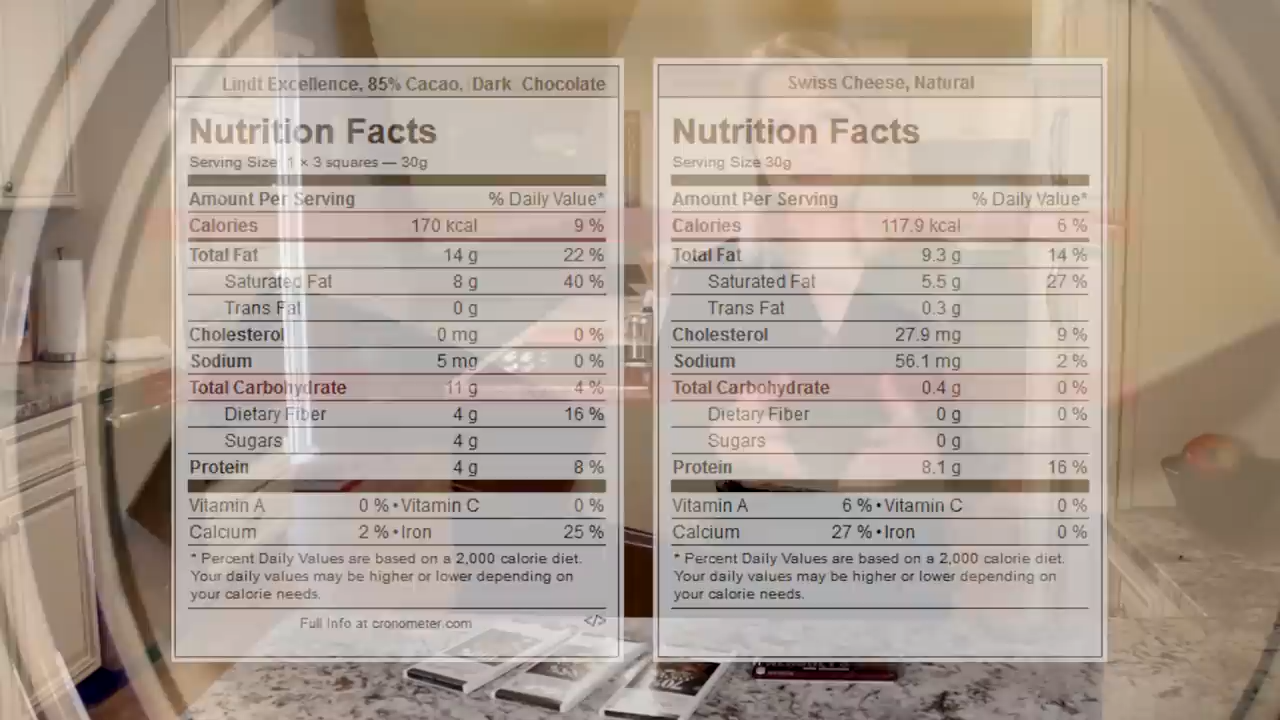 Lindt Excellence, 85% Cacao, Dark Chocolate
Nutrition Facts
Serving Size 1 × 3 squares — 30g
Amount Per Serving % Daily Value*
Calories 170 kcal 9 %
Total Fat 14 g 22 %
Saturated Fat 8 g 40 %
Trans Fat 0 g
Cholesterol 0 mg 0 %
Sodium 5 mg 0 %
Total Carbohydrate 11 g 4 %
Dietary Fiber 4 g 16 %
Sugars 4 g
Protein 4 g 8 %
Vitamin A 0 % • Vitamin C 0 %
Calcium 2 % • Iron 25 %
* Percent Daily Values are based on a 2,000 calorie diet.
Your daily values may be higher or lower depending on
your calorie needs.
Full Info at cronometer.com </>
Swiss Cheese, Natural
Nutrition Facts
Serving Size 30g
Amount Per Serving % Daily Value*
Calories 117.9 kcal 6 %
Total Fat 9.3 g 14 %
Saturated Fat 5.5 g 27 %
Trans Fat 0.3 g
Cholesterol 27.9 mg 9 %
Sodium 56.1 mg 2 %
Total Carbohydrate 0.4 g 0 %
Dietary Fiber 0 g 0 %
Sugars 0 g
Protein 8.1 g 16 %
Vitamin A 6 % • Vitamin C 0 %
Calcium 27 % • Iron 0 %
* Percent Daily Values are based on a 2,000 calorie diet.
Your daily values may be higher or lower depending on
your calorie needs.